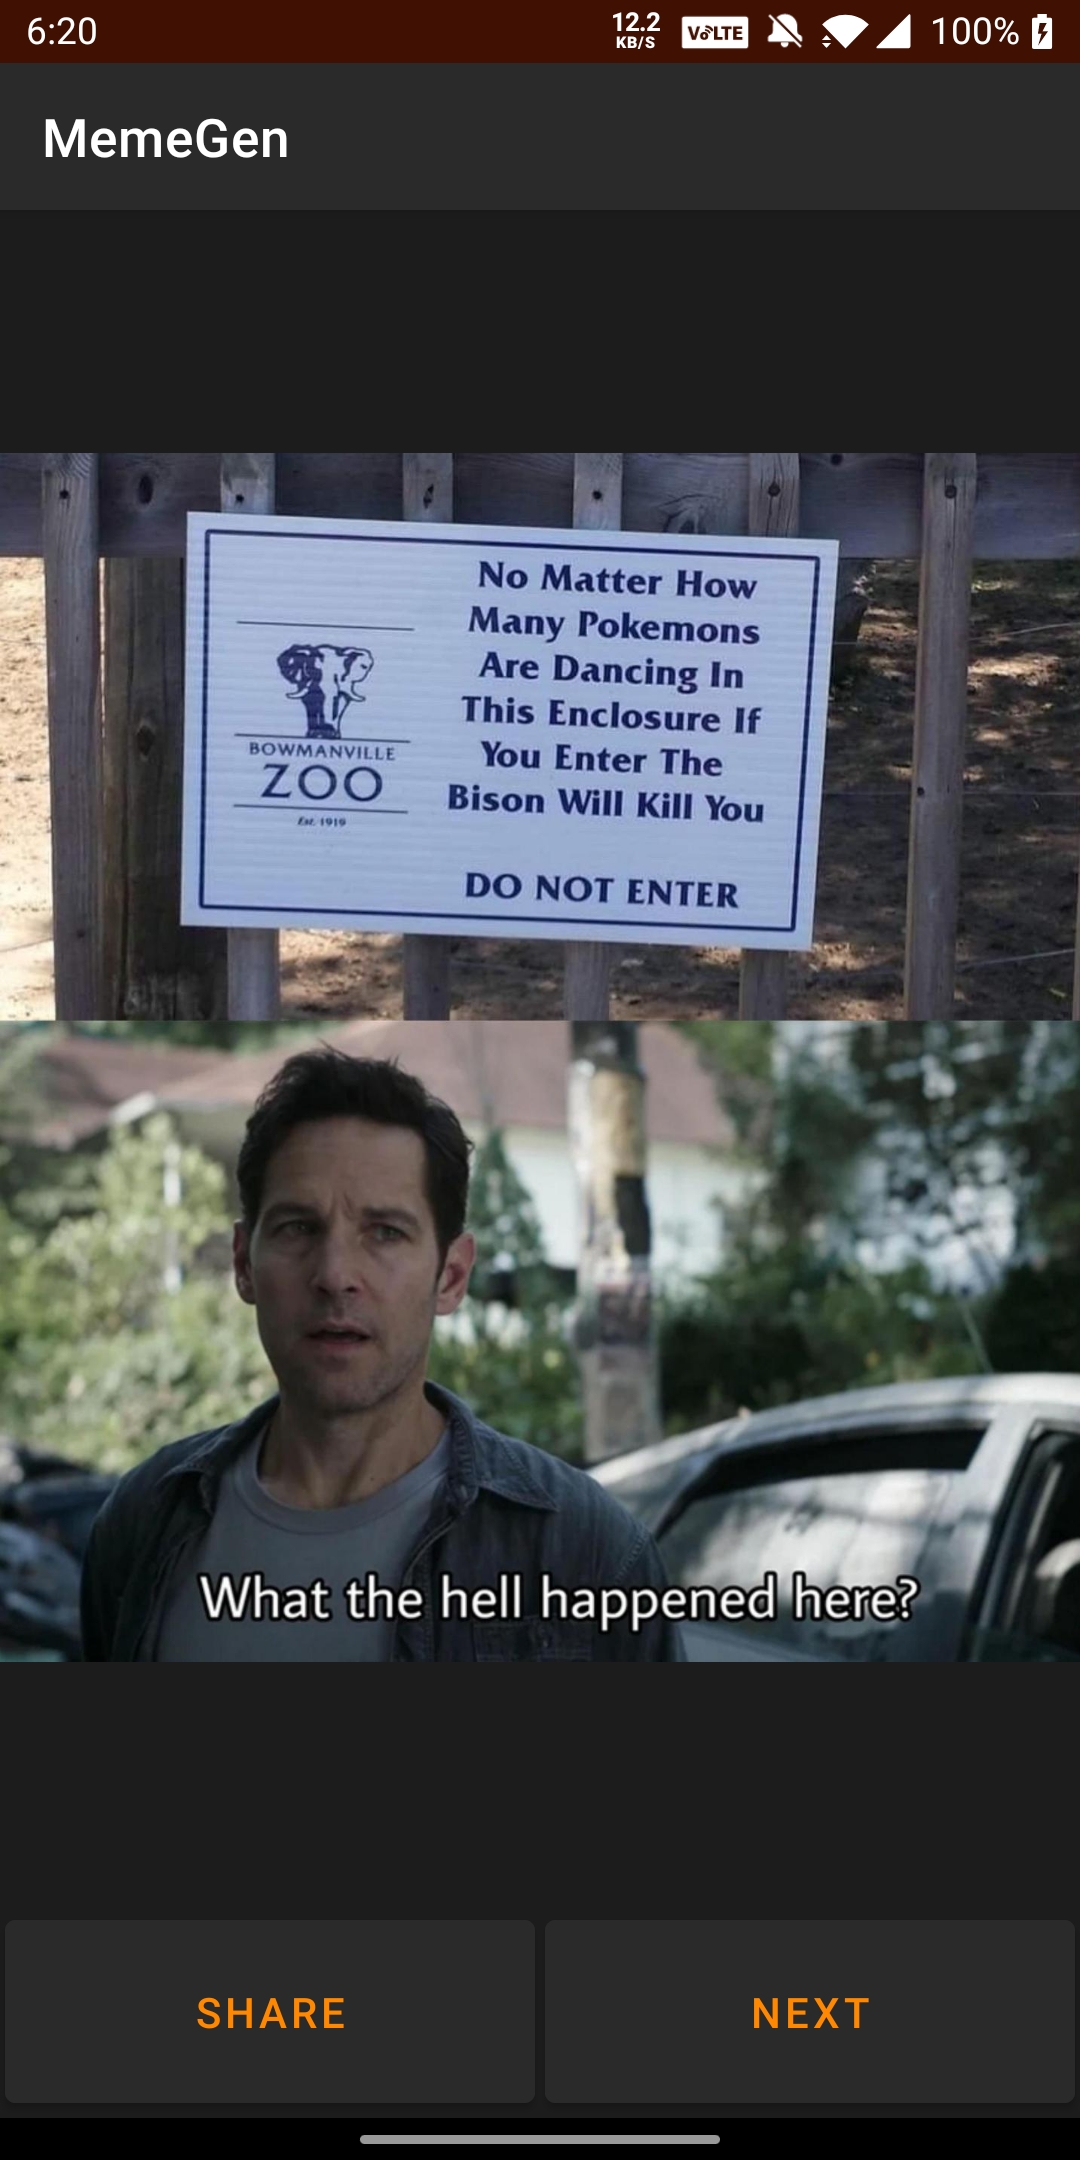 6:20
12.2
KB/S
VoLTE
100%
MemeGen
No Matter How
Many Pokemons
Are Dancing In
This Enclosure If
You Enter The
Bison Will Kill You
DO NOT ENTER
BOWMANVILLE
ZOO
Est. 1919
What the hell happened here?
SHARE
NEXT